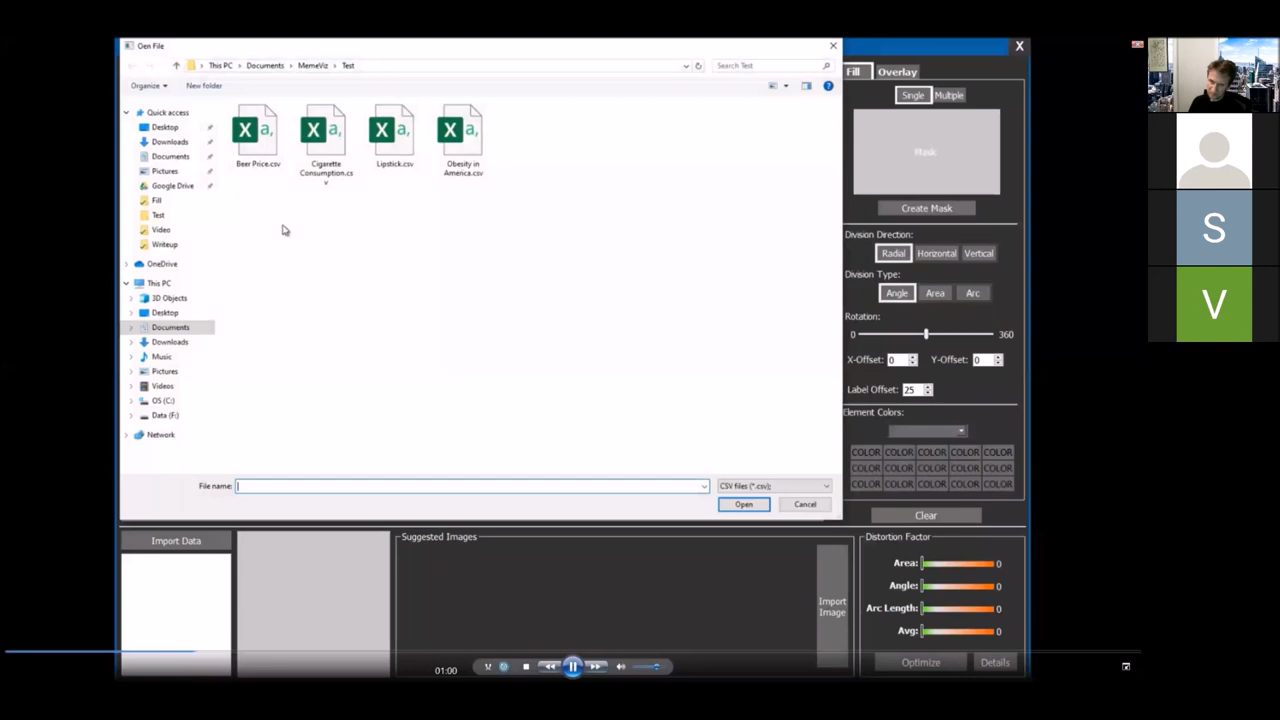 Oen File
X
This PC > Documents > MemeViz > Test
Search Test
Organize
New folder
Quick access
Desktop
Downloads
Documents
Pictures
Google Drive
Fill
Test
Video
Writeup
OneDrive
This PC
3D Objects
Desktop
Documents
Downloads
Music
Pictures
Videos
OS (C:)
Data (F:)
Network
X a,
X a,
X a,
X a,
Beer Price.csv
Cigarette
Consumption.cs
v
Lipstick.csv
Obesity in
America.csv
File name:
CSV files (*.csv);
Open
Cancel
Fill
Overlay
Single
Multiple
Mask
Create Mask
Division Direction:
Radial
Horizontal
Vertical
Division Type:
Angle
Area
Arc
Rotation:
0
360
X-Offset: 0
Y-Offset: 0
Label Offset: 25
Element Colors:
COLOR COLOR COLOR COLOR COLOR
COLOR COLOR COLOR COLOR COLOR
COLOR COLOR COLOR COLOR COLOR
Clear
Import Data
Suggested Images
Import
Image
Distortion Factor
Area: 0
Angle: 0
Arc Length: 0
Avg: 0
Optimize
Details
01:00
S
V